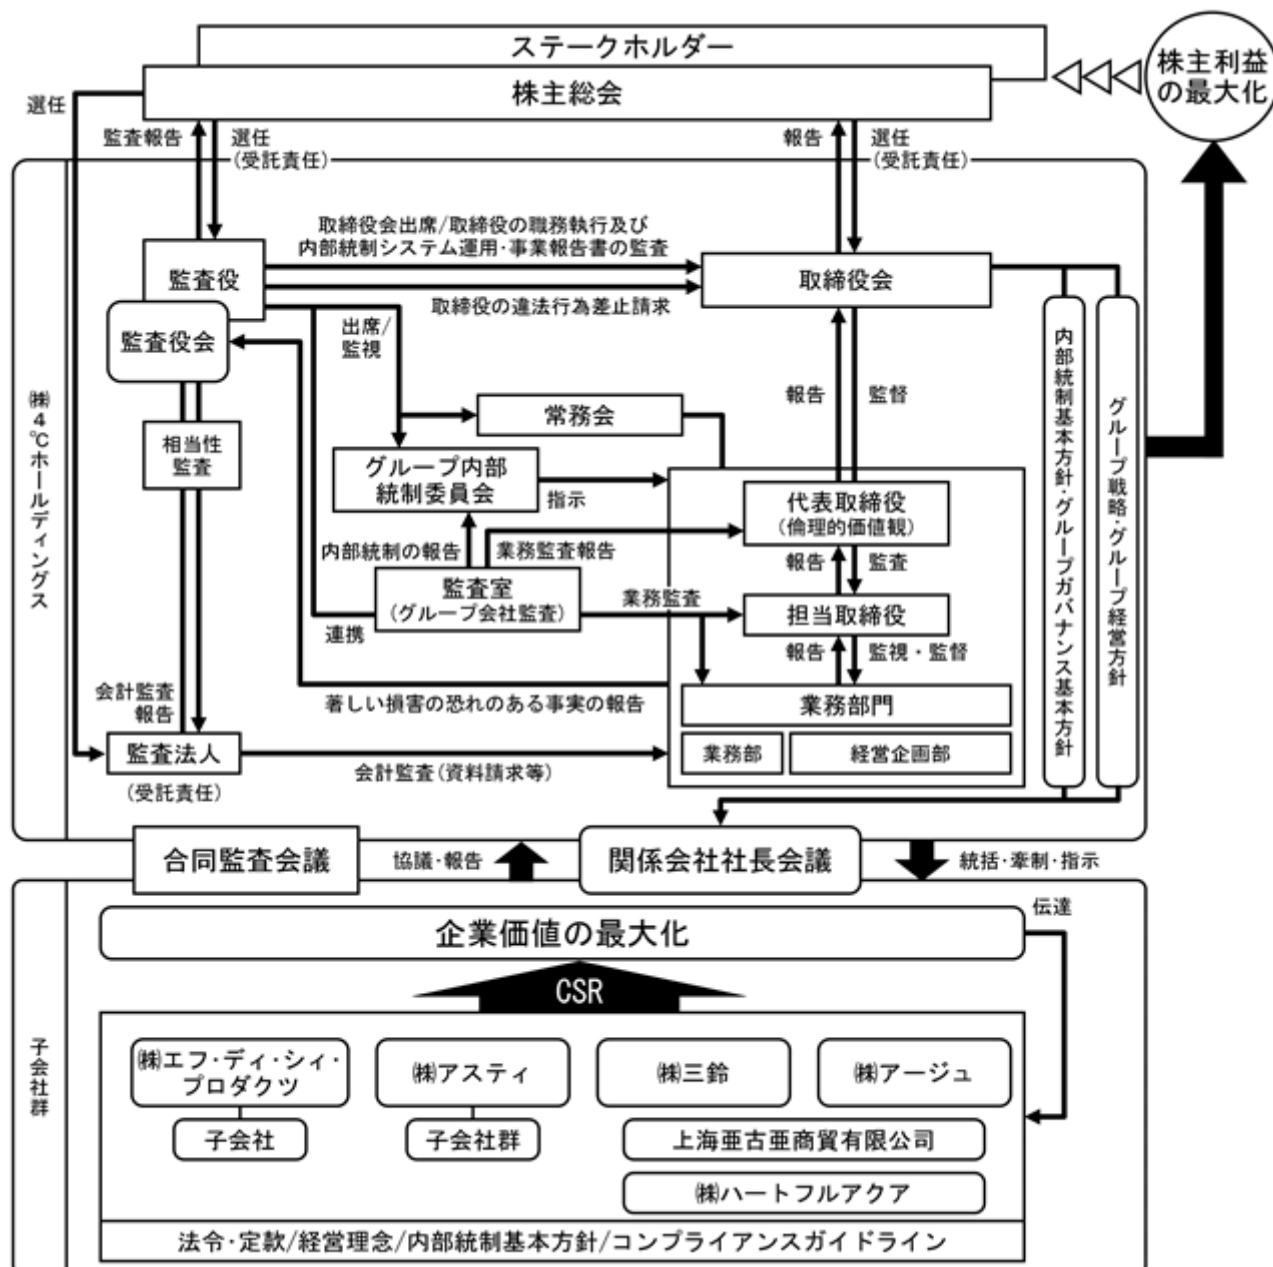 ステークホルダー
株主総会
株主利益
の最大化
選任
監査報告
選任
(受託責任)
報告
選任
(受託責任)
取締役会出席/取締役の職務執行及び
内部統制システム運用・事業報告書の監査
監査役
取締役会
取締役の違法行為差止請求
監査役会
出席/
監視
報告
監督
内部統制基本方針・グループガバナンス基本方針
グループ戦略・グループ経営方針
㈱4℃ホールディングス
常務会
相当性
監査
グループ内部
統制委員会
指示
代表取締役
(倫理的価値観)
内部統制の報告
業務監査報告
報告
監査
監査室
(グループ会社監査)
業務監査
担当取締役
連携
報告
監視・監督
会計監査
報告
著しい損害の恐れのある事実の報告
業務部門
監査法人
業務部
経営企画部
会計監査(資料請求等)
(受託責任)
合同監査会議
協議・報告
関係会社社長会議
統括・牽制・指示
伝達
企業価値の最大化
CSR
子会社群
㈱エフ・ディ・シィ・
プロダクツ
㈱アスティ
㈱三鈴
㈱アージュ
子会社
子会社群
上海亜古亜商貿有限公司
㈱ハートフルアクア
法令・定款/経営理念/内部統制基本方針/コンプライアンスガイドライン